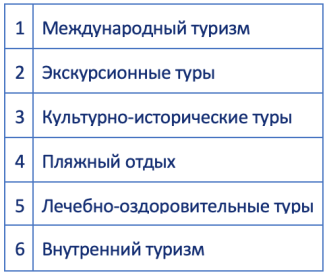 1 Международный туризм
2 Экскурсионные туры
3 Культурно-исторические туры
4 Пляжный отдых
5 Лечебно-оздоровительные туры
6 Внутренний туризм